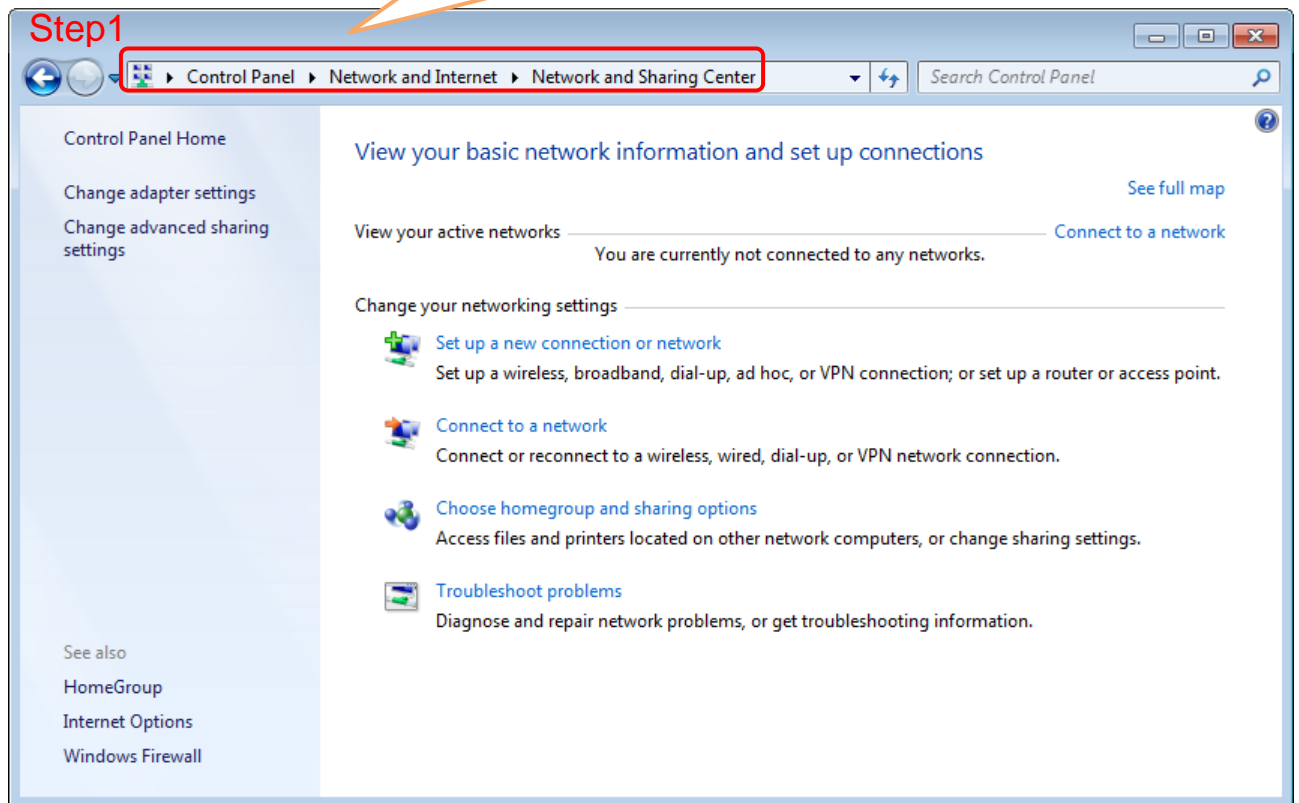 Step1
Control Panel Network and Internet Network and Sharing Center
Search Control Panel
Control Panel Home
Change adapter settings
Change advanced sharing
settings
See also
HomeGroup
Internet Options
Windows Firewall
View your basic network information and set up connections
See full map
View your active networks
Connect to a network
You are currently not connected to any networks.
Change your networking settings
Set up a new connection or network
Set up a wireless, broadband, dial-up, ad hoc, or VPN connection; or set up a router or access point.
Connect to a network
Connect or reconnect to a wireless, wired, dial-up, or VPN network connection.
Choose homegroup and sharing options
Access files and printers located on other network computers, or change sharing settings.
Troubleshoot problems
Diagnose and repair network problems, or get troubleshooting information.